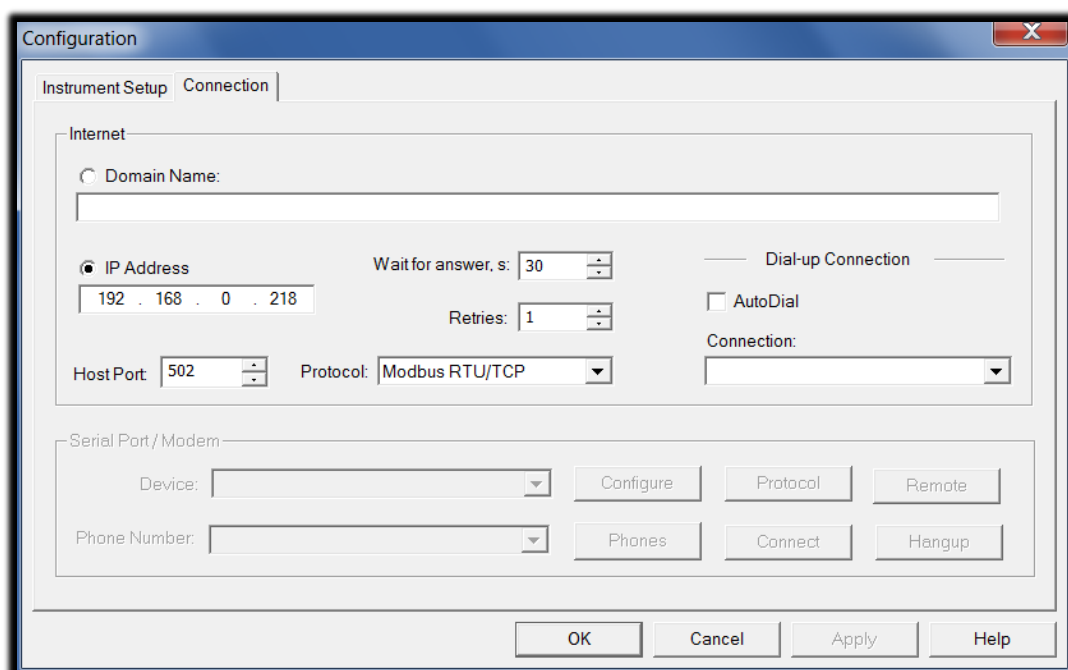 Configuration
Instrument Setup Connection
Internet
Domain Name:
IP Address Wait for answer, s: 30 Dial-up Connection
192 . 168 . 0 . 218 AutoDial
Retries: 1
Connection:
Host Port: 502 Protocol: Modbus RTU/TCP
Serial Port / Modem
Device: Configure Protocol Remote
Phone Number: Phones Connect Hangup
OK Cancel Apply Help